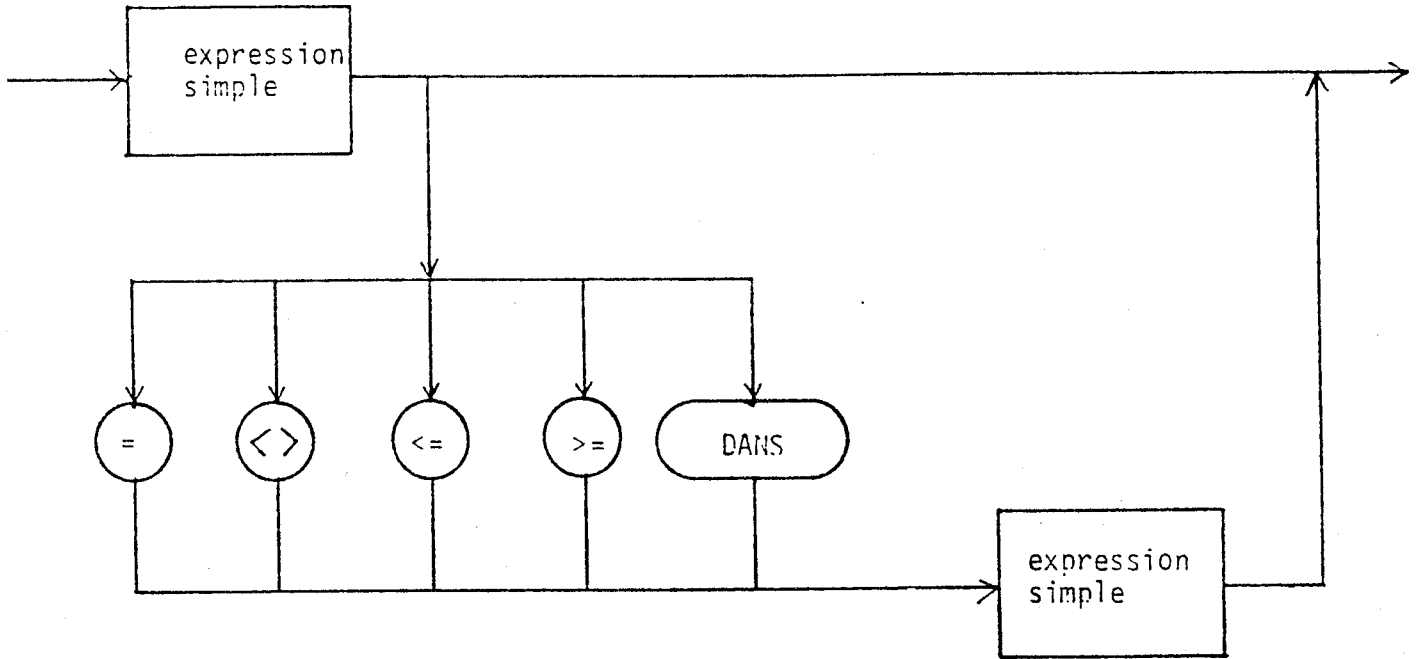 expression
simple
=
<>
<=
>=
DANS
expression
simple